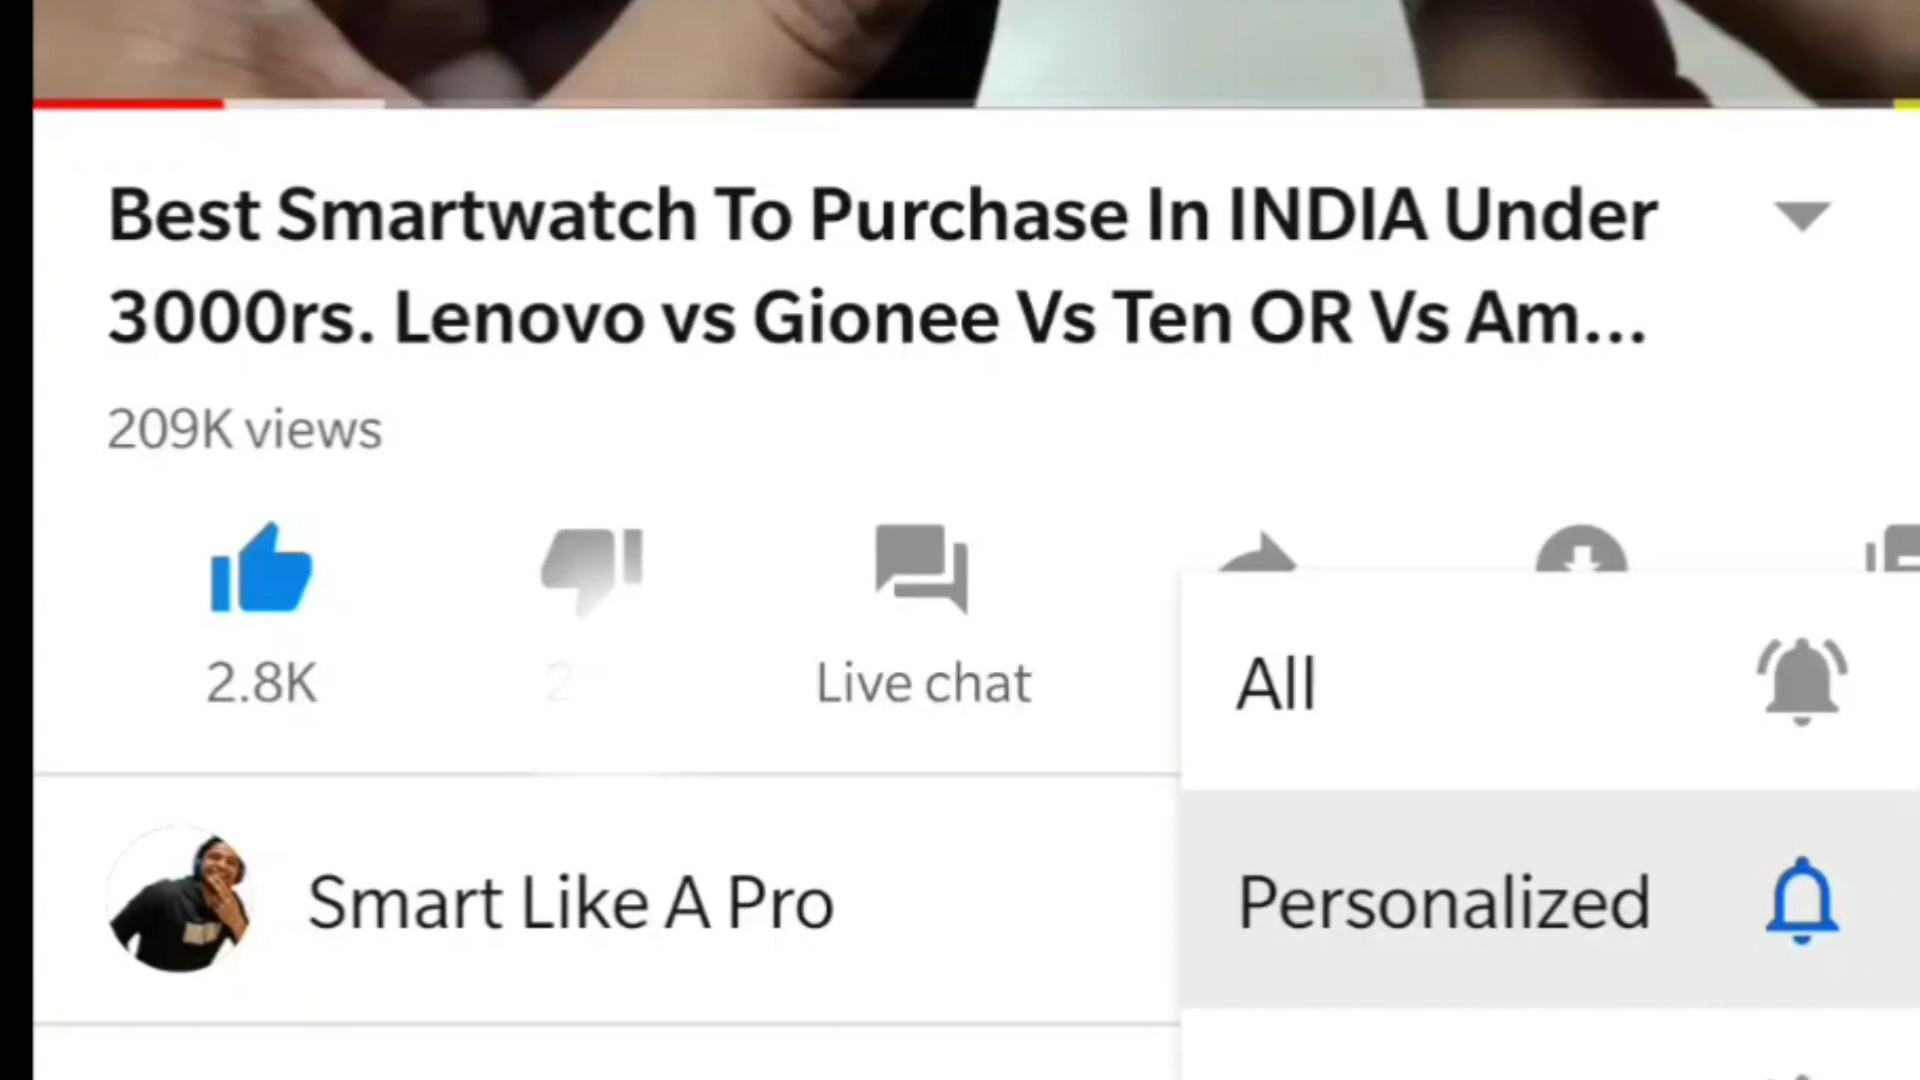 Best Smartwatch To Purchase In INDIA Under
3000rs. Lenovo vs Gionee Vs Ten OR Vs Am...
209K views
2.8K
Live chat
All
Smart Like A Pro
Personalized